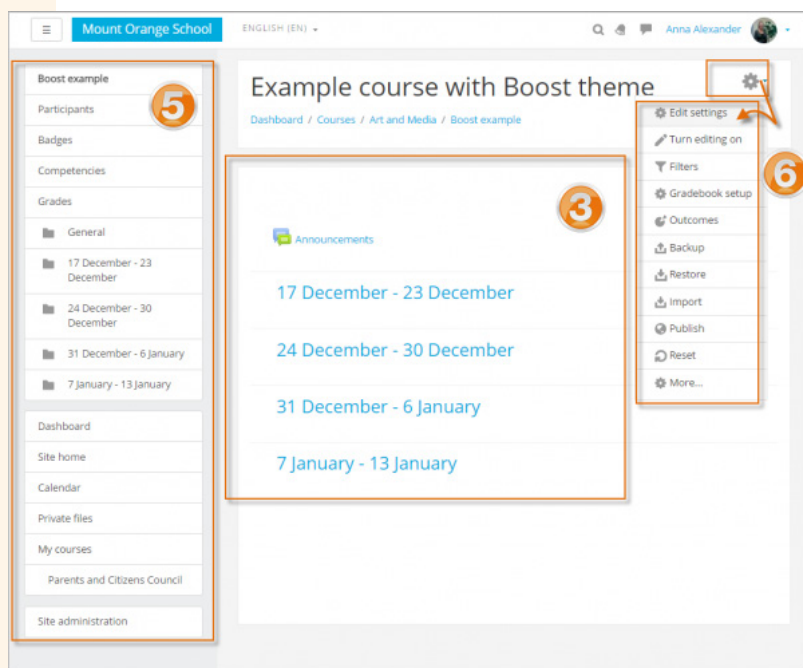 Mount Orange School
ENGLISH (EN)
Anna Alexander
Boost example
Participants
Badges
Competencies
Grades
General
17 December - 23
December
24 December - 30
December
31 December - 6 January
7 January - 13 January
Dashboard
Site home
Calendar
Private files
My courses
Parents and Citizens Council
Site administration
5
Example course with Boost theme
Dashboard / Courses / Art and Media / Boost example
3
Announcements
17 December - 23 December
24 December - 30 December
31 December - 6 January
7 January - 13 January
Edit settings
Turn editing on
Filters
Gradebook setup
Outcomes
Backup
Restore
Import
Publish
Reset
More...
6